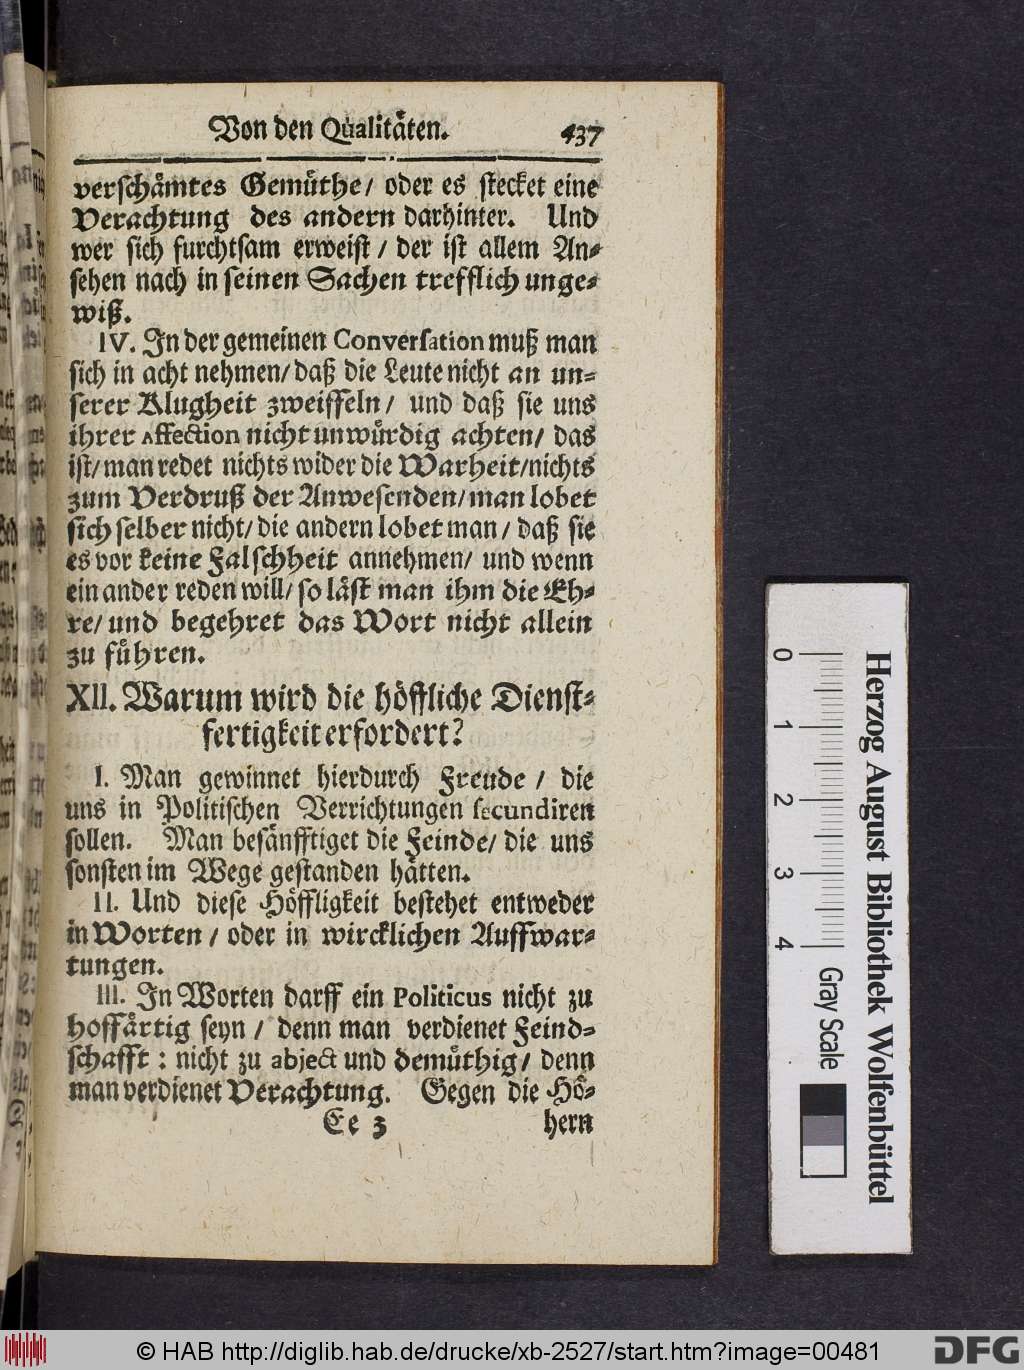 Von den Qualitäten. 437
verschämtes Gemüthe/ oder es stecket eine
Verachtung des andern darhinter. Und
wer sich furchtsam erweist/ der ist allem An-
sehen nach in seinen Sachen trefflich unge-
wiß.
IV. In der gemeinen Conversation muß man
sich in acht nehmen/ daß die Leute nicht an un-
serer Klugheit zweiffeln/ und daß sie uns
ihrer Affection nicht unwürdig achten/ das
ist/ man redet nichts wider die Warheit/ nichts
zum Verdruß der Anwesenden/ man lobet
sich selber nicht/ die andern lobet man/ daß sie
es vor keine Falschheit annehmen/ und wenn
ein ander reden will/ so läst man ihm die Eh-
re/ und begehret das Wort nicht allein
zu führen.
XII. Warum wird die höffliche Dienst-
fertigkeit erfordert?
I. Man gewinnet hierdurch Freude/ die
uns in Politischen Verrichtungen secundiren
sollen. Man besänfftiget die Feinde/ die uns
sonsten im Wege gestanden hätten.
II. Und diese Höffligkeit bestehet entweder
in Worten/ oder in wircklichen Auffwar-
tungen.
III. In Worten darff ein Politicus nicht zu
hoffärtig seyn/ denn man verdienet Feind-
schafft: nicht zu abject und demüthig/ denn
man verdienet Verachtung. Gegen die Hö-
Ee 3 hern
0 1 2 3 4
Gray Scale
Herzog August Bibliothek Wolfenbüttel
© HAB http://diglib.hab.de/drucke/xb-2527/start.htm?image=00481
DFG